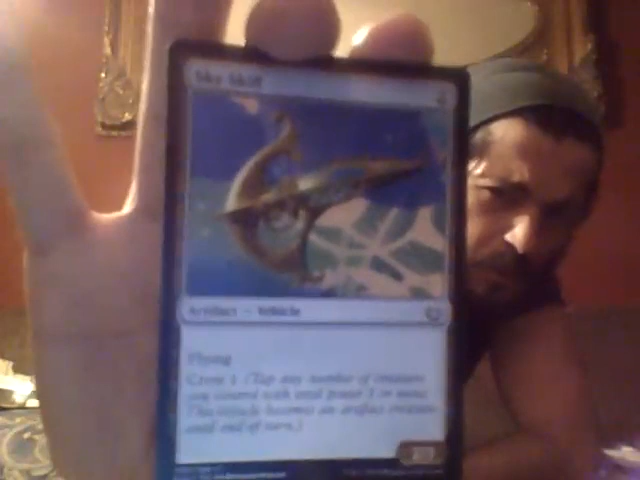 Sky Skiff
2
Artifact — Vehicle
Flying
Crew 1 (Tap any number of creatures
you control with total power 1 or more:
This Vehicle becomes an artifact creature
until end of turn.)